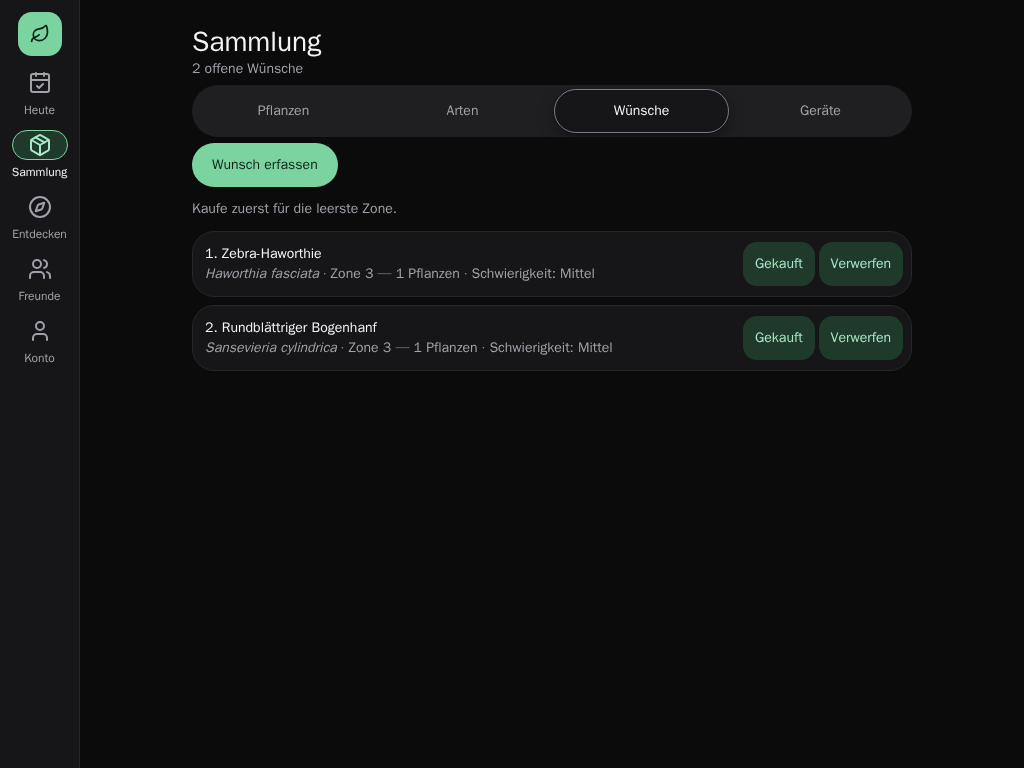 Heute
Sammlung
Entdecken
Freunde
Konto
Sammlung
2 offene Wünsche
Pflanzen
Arten
Wünsche
Geräte
Wunsch erfassen
Kaufe zuerst für die leerste Zone.
1. Zebra-Haworthie
Haworthia fasciata · Zone 3 — 1 Pflanzen · Schwierigkeit: Mittel
Gekauft
Verwerfen
2. Rundblättriger Bogenhanf
Sansevieria cylindrica · Zone 3 — 1 Pflanzen · Schwierigkeit: Mittel
Gekauft
Verwerfen